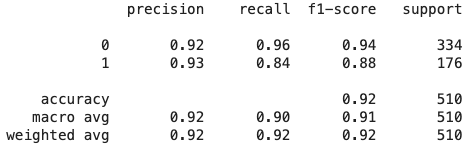 precision recall f1-score support
0 0.92 0.96 0.94 334
1 0.93 0.84 0.88 176
accuracy 0.92 510
macro avg 0.92 0.90 0.91 510
weighted avg 0.92 0.92 0.92 510